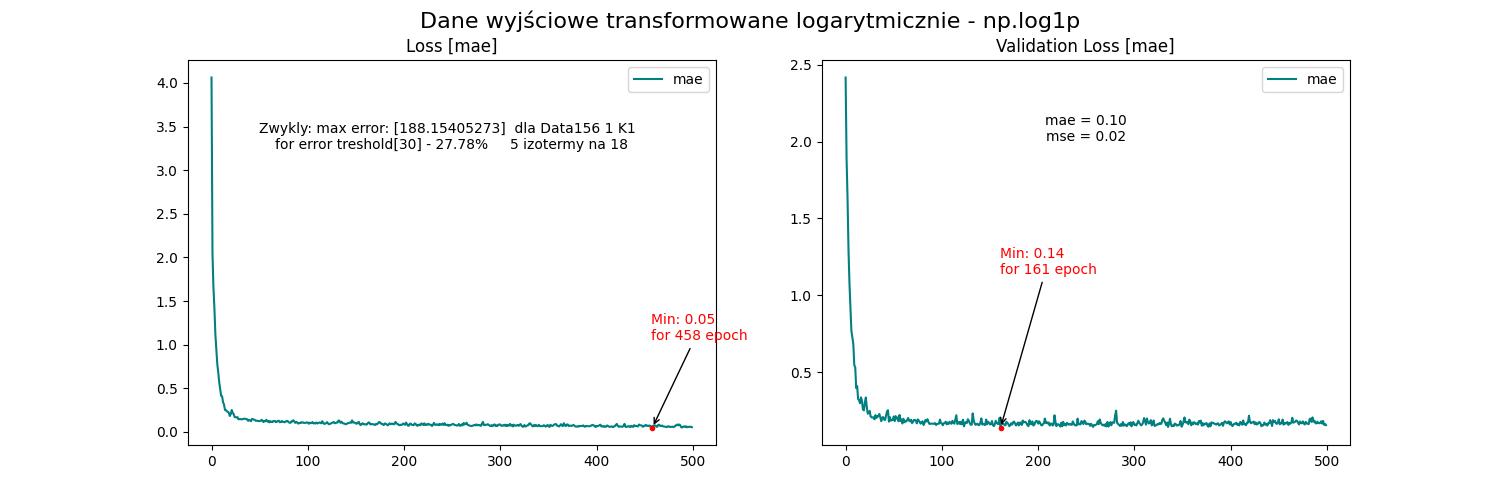 Dane wyjściowe transformowane logarytmicznie - np.log1p
Loss [mae]
mae
Zwykly: max error: [188.15405273]  dla Data156 1 K1
for error treshold[30] - 27.78%     5 izotermy na 18
Min: 0.05
for 458 epoch
4.0
3.5
3.0
2.5
2.0
1.5
1.0
0.5
0.0
0
100
200
300
400
500
Validation Loss [mae]
mae
mae = 0.10
mse = 0.02
Min: 0.14
for 161 epoch
2.5
2.0
1.5
1.0
0.5
0
100
200
300
400
500